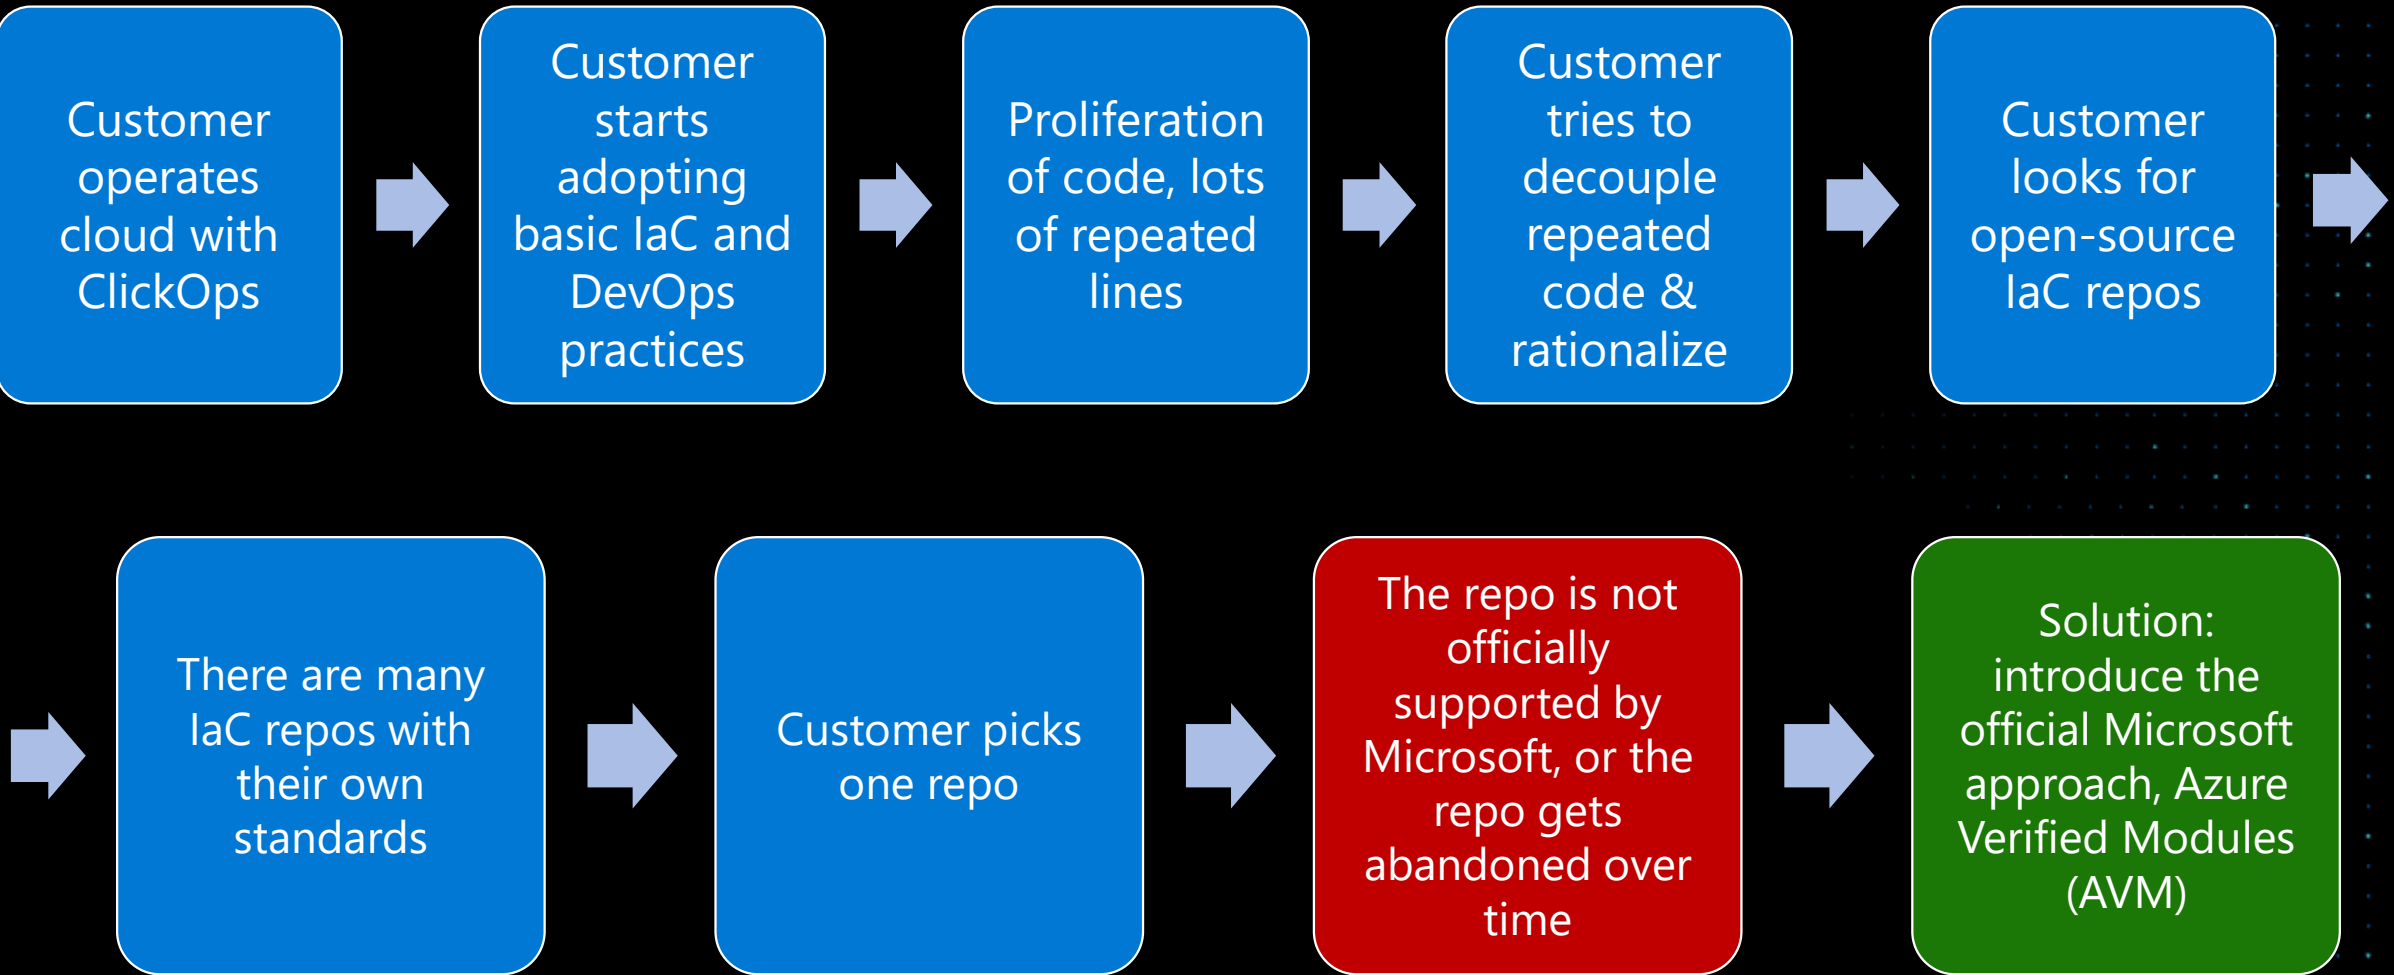 Customer
operates
cloud with
ClickOps
Customer
starts
adopting
basic IaC and
DevOps
practices
Proliferation
of code, lots
of repeated
lines
Customer
tries to
decouple
repeated
code &
rationalize
Customer
looks for
open-source
IaC repos
There are many
IaC repos with
their own
standards
Customer picks
one repo
The repo is not
officially
supported by
Microsoft, or the
repo gets
abandoned over
time
Solution:
introduce the
official Microsoft
approach, Azure
Verified Modules
(AVM)